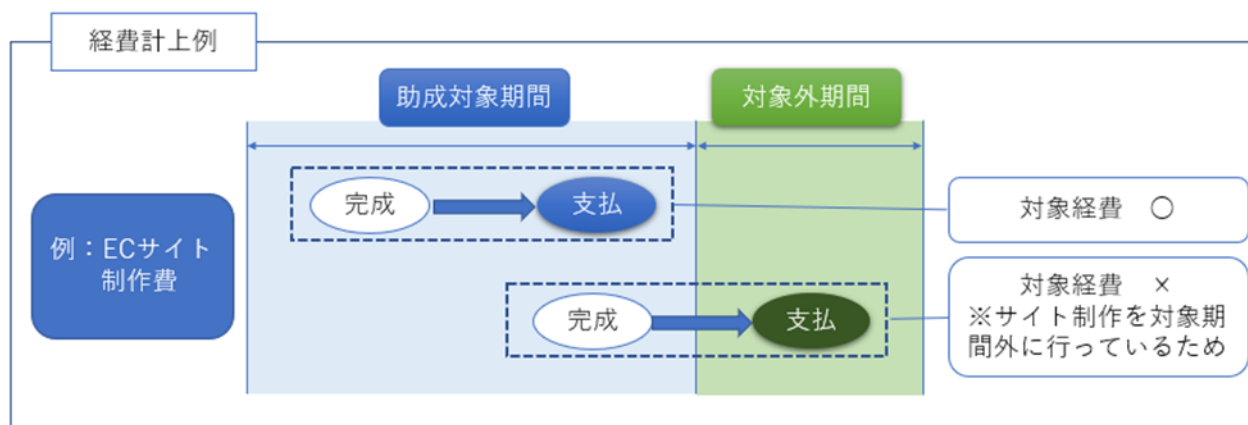 経費計上例
助成対象期間
対象外期間
例：ECサイト
制作費
完成
支払
対象経費　○
完成
支払
対象経費　×
※サイト制作を対象期
間外に行っているため